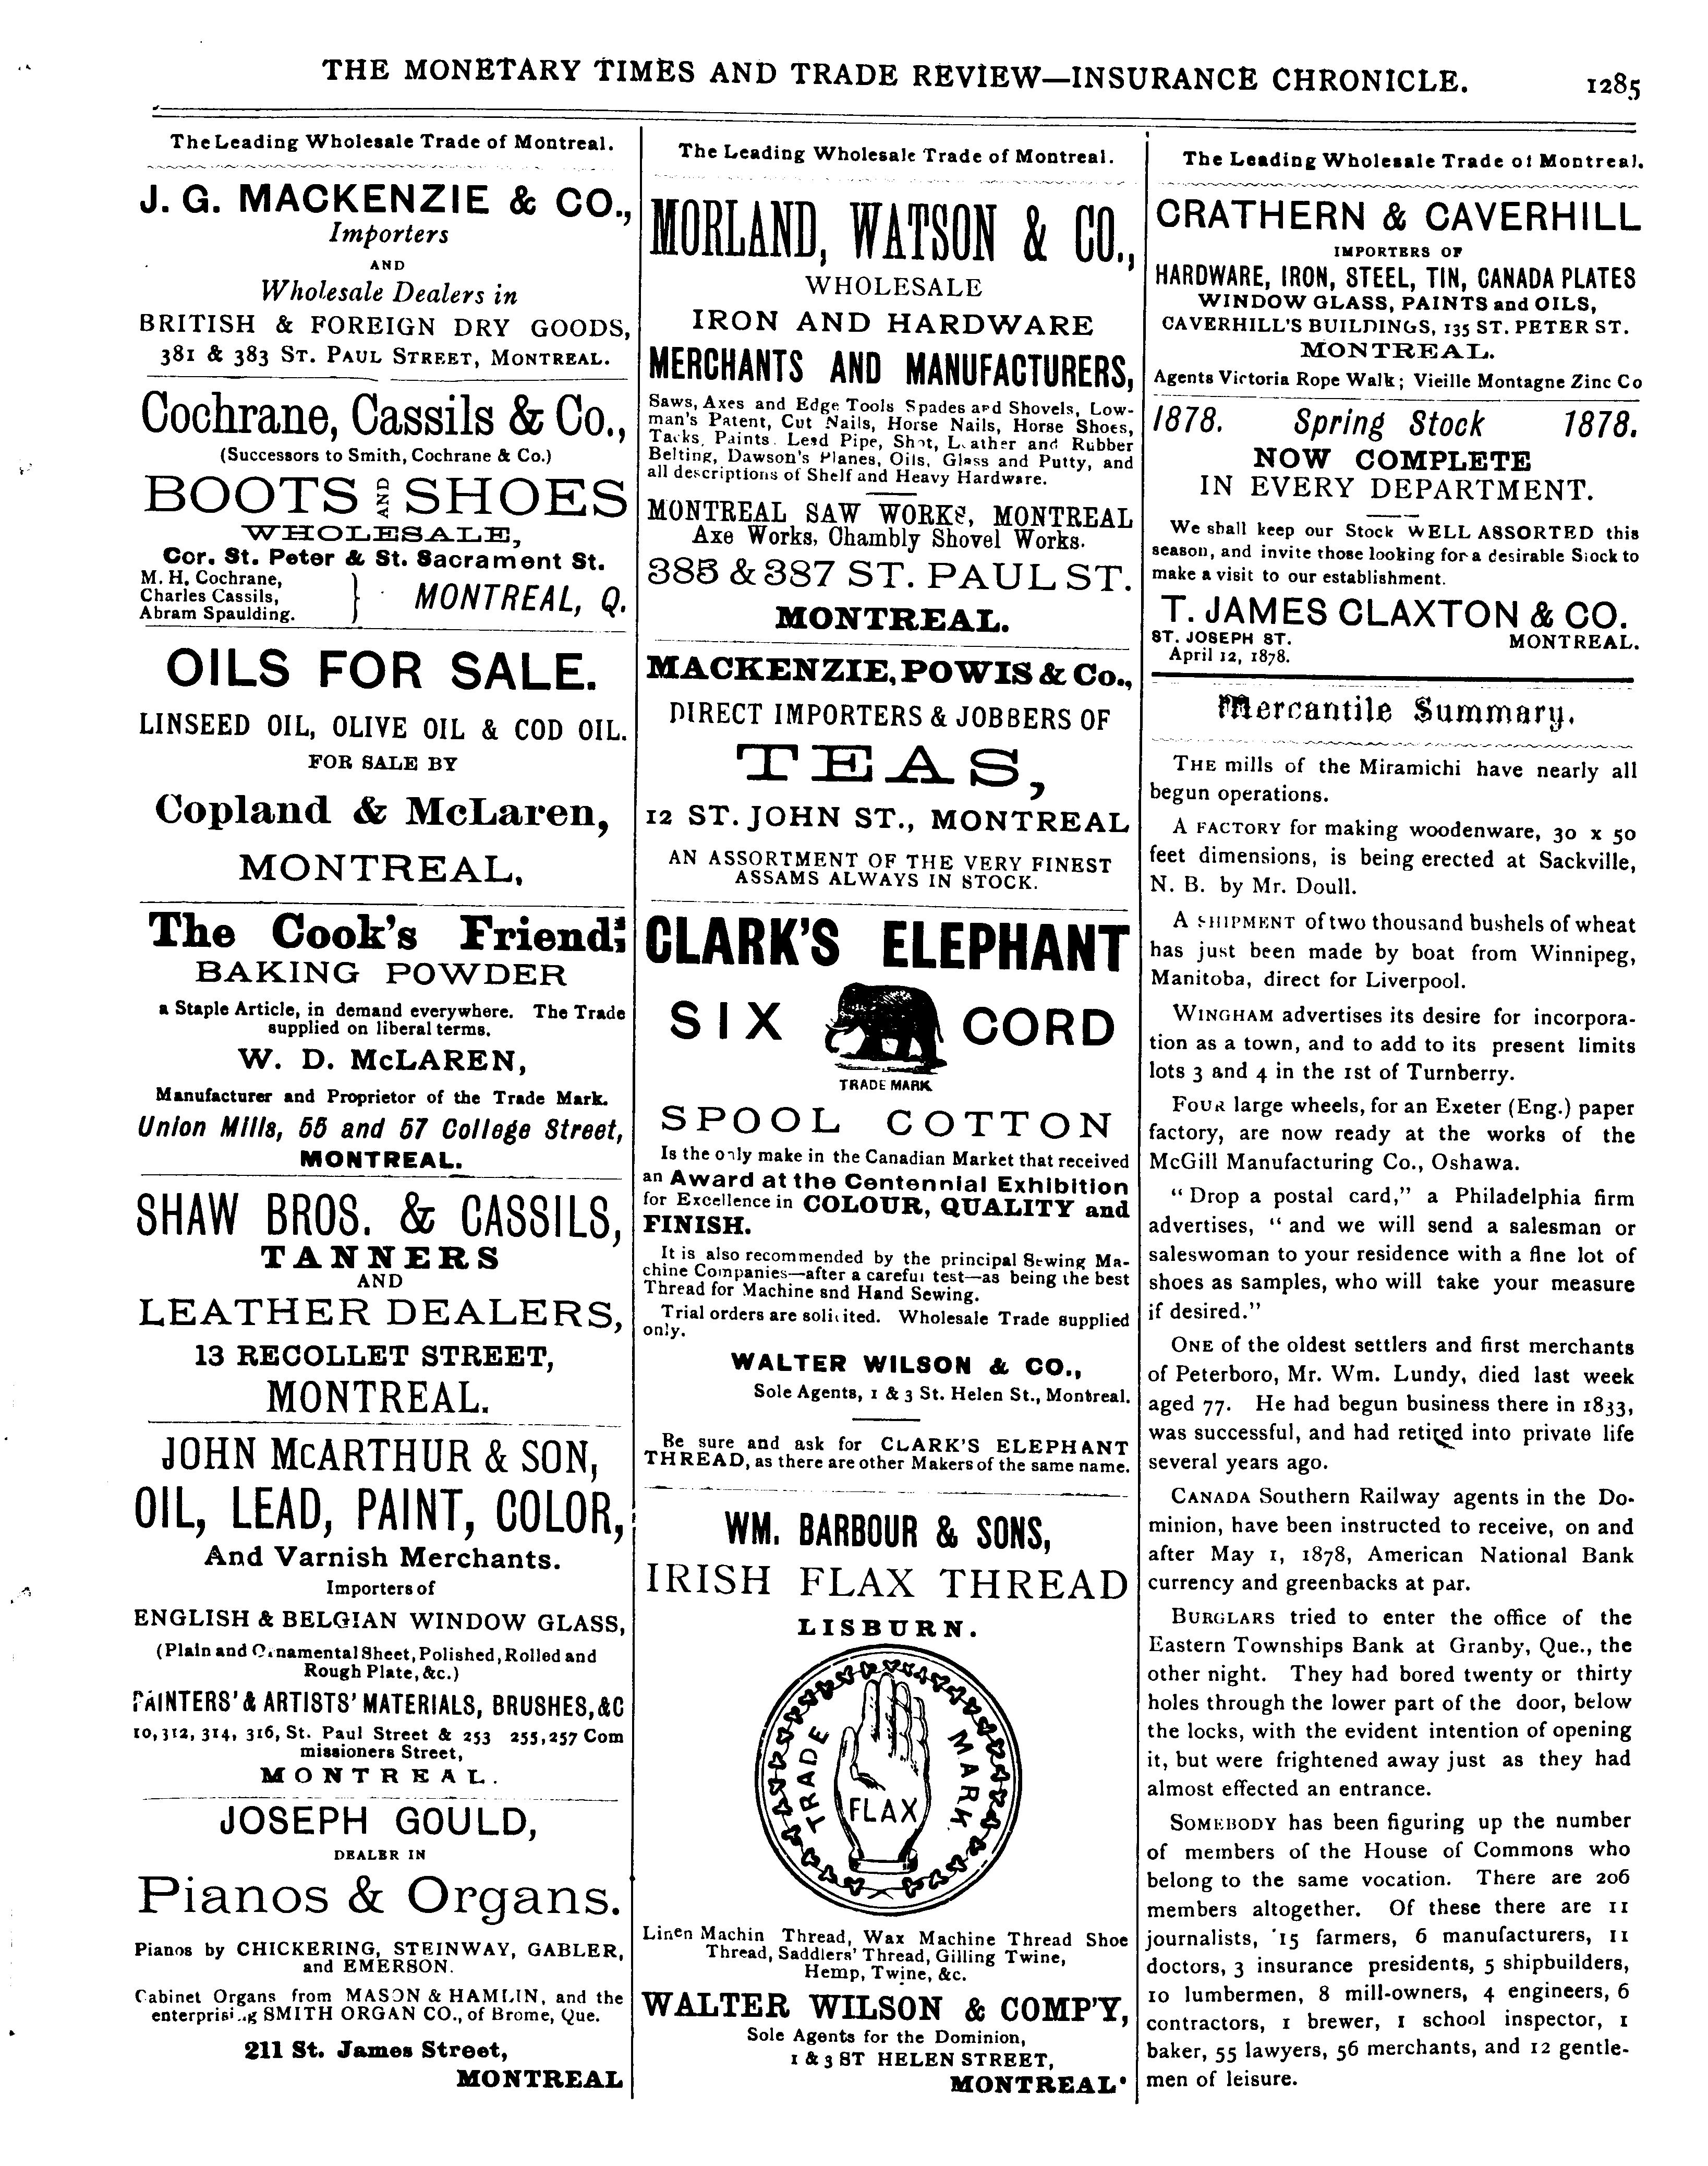 THE MONETARY TIMES AND TRADE REVIEW—INSURANCE CHRONICLE. 1285
The Leading Wholesale Trade of Montreal.
J. G. MACKENZIE & CO.,
Importers
AND
Wholesale Dealers in
BRITISH & FOREIGN DRY GOODS,
381 & 383 ST. PAUL STREET, MONTREAL.
Cochrane, Cassils & Co.,
(Successors to Smith, Cochrane & Co.)
BOOTS AND SHOES
WHOLESALE,
Cor. St. Peter & St. Sacrament St.
M. H. Cochrane,
Charles Cassils,
Abram Spaulding.
} MONTREAL, Q.
OILS FOR SALE.
LINSEED OIL, OLIVE OIL & COD OIL.
FOR SALE BY
Copland & McLaren,
MONTREAL,
The Cook's Friend
BAKING POWDER
a Staple Article, in demand everywhere. The Trade
supplied on liberal terms.
W. D. McLAREN,
Manufacturer and Proprietor of the Trade Mark.
Union Mills, 55 and 57 College Street,
MONTREAL.
SHAW BROS. & CASSILS,
TANNERS
AND
LEATHER DEALERS,
13 RECOLLET STREET,
MONTREAL.
JOHN McARTHUR & SON,
OIL, LEAD, PAINT, COLOR,
And Varnish Merchants.
Importers of
ENGLISH & BELGIAN WINDOW GLASS,
(Plain and Ornamental Sheet, Polished, Rolled and
Rough Plate, &c.)
PAINTERS' & ARTISTS' MATERIALS, BRUSHES, &C
10, 312, 314, 316, St. Paul Street & 253 255, 257 Com
missioners Street,
MONTREAL.
JOSEPH GOULD,
DEALER IN
Pianos & Organs.
Pianos by CHICKERING, STEINWAY, GABLER,
and EMERSON.
Cabinet Organs from MASON & HAMLIN, and the
enterprising SMITH ORGAN CO., of Brome, Que.
211 St. James Street,
MONTREAL
The Leading Wholesale Trade of Montreal.
MORLAND, WATSON & CO.,
WHOLESALE
IRON AND HARDWARE
MERCHANTS AND MANUFACTURERS,
Saws, Axes and Edge Tools Spades and Shovels, Low-
man's Patent, Cut Nails, Horse Nails, Horse Shoes,
Tacks, Paints. Lead Pipe, Shot, Leather and Rubber
Belting, Dawson's Planes, Oils, Glass and Putty, and
all descriptions of Shelf and Heavy Hardware.
MONTREAL SAW WORKS, MONTREAL
Axe Works, Chambly Shovel Works.
385 & 387 ST. PAUL ST.
MONTREAL.
MACKENZIE, POWIS & Co.,
DIRECT IMPORTERS & JOBBERS OF
TEAS,
12 ST. JOHN ST., MONTREAL
AN ASSORTMENT OF THE VERY FINEST
ASSAMS ALWAYS IN STOCK.
CLARK'S ELEPHANT
SIX CORD
TRADE MARK
SPOOL COTTON
Is the only make in the Canadian Market that received
an Award at the Centennial Exhibition
for Excellence in COLOUR, QUALITY and
FINISH.
It is also recommended by the principal Sewing Ma-
chine Companies—after a careful test—as being the best
Thread for Machine snd Hand Sewing.
Trial orders are solicited. Wholesale Trade supplied
only.
WALTER WILSON & CO.,
Sole Agents, 1 & 3 St. Helen St., Montreal.
Be sure and ask for CLARK'S ELEPHANT
THREAD, as there are other Makers of the same name.
WM. BARBOUR & SONS,
IRISH FLAX THREAD
LISBURN.
TRADE MARK
FLAX
Linen Machin Thread, Wax Machine Thread Shoe
Thread, Saddlers' Thread, Gilling Twine,
Hemp, Twine, &c.
WALTER WILSON & COMP'Y,
Sole Agents for the Dominion,
1 & 3 ST HELEN STREET,
MONTREAL
The Leading Wholesale Trade of Montreal.
CRATHERN & CAVERHILL
IMPORTERS OF
HARDWARE, IRON, STEEL, TIN, CANADA PLATES
WINDOW GLASS, PAINTS and OILS,
CAVERHILL'S BUILDINGS, 135 ST. PETER ST.
MONTREAL.
Agents Victoria Rope Walk; Vieille Montagne Zinc Co
1878. Spring Stock 1878.
NOW COMPLETE
IN EVERY DEPARTMENT.
We shall keep our Stock WELL ASSORTED this
season, and invite those looking for a desirable Stock to
make a visit to our establishment.
T. JAMES CLAXTON & CO.
ST. JOSEPH ST. MONTREAL.
April 12, 1878.
Mercantile Summary.
THE mills of the Miramichi have nearly all
begun operations.
A FACTORY for making woodenware, 30 x 50
feet dimensions, is being erected at Sackville,
N. B. by Mr. Doull.
A SHIPMENT of two thousand bushels of wheat
has just been made by boat from Winnipeg,
Manitoba, direct for Liverpool.
WINGHAM advertises its desire for incorpora-
tion as a town, and to add to its present limits
lots 3 and 4 in the 1st of Turnberry.
FOUR large wheels, for an Exeter (Eng.) paper
factory, are now ready at the works of the
McGill Manufacturing Co., Oshawa.
"Drop a postal card," a Philadelphia firm
advertises, "and we will send a salesman or
saleswoman to your residence with a fine lot of
shoes as samples, who will take your measure
if desired."
ONE of the oldest settlers and first merchants
of Peterboro, Mr. Wm. Lundy, died last week
aged 77. He had begun business there in 1833,
was successful, and had retired into private life
several years ago.
CANADA Southern Railway agents in the Do-
minion, have been instructed to receive, on and
after May 1, 1878, American National Bank
currency and greenbacks at par.
BURGLARS tried to enter the office of the
Eastern Townships Bank at Granby, Que., the
other night. They had bored twenty or thirty
holes through the lower part of the door, below
the locks, with the evident intention of opening
it, but were frightened away just as they had
almost effected an entrance.
SOMEBODY has been figuring up the number
of members of the House of Commons who
belong to the same vocation. There are 206
members altogether. Of these there are 11
journalists, 15 farmers, 6 manufacturers, 11
doctors, 3 insurance presidents, 5 shipbuilders,
10 lumbermen, 8 mill-owners, 4 engineers, 6
contractors, 1 brewer, 1 school inspector, 1
baker, 55 lawyers, 56 merchants, and 12 gentle-
men of leisure.